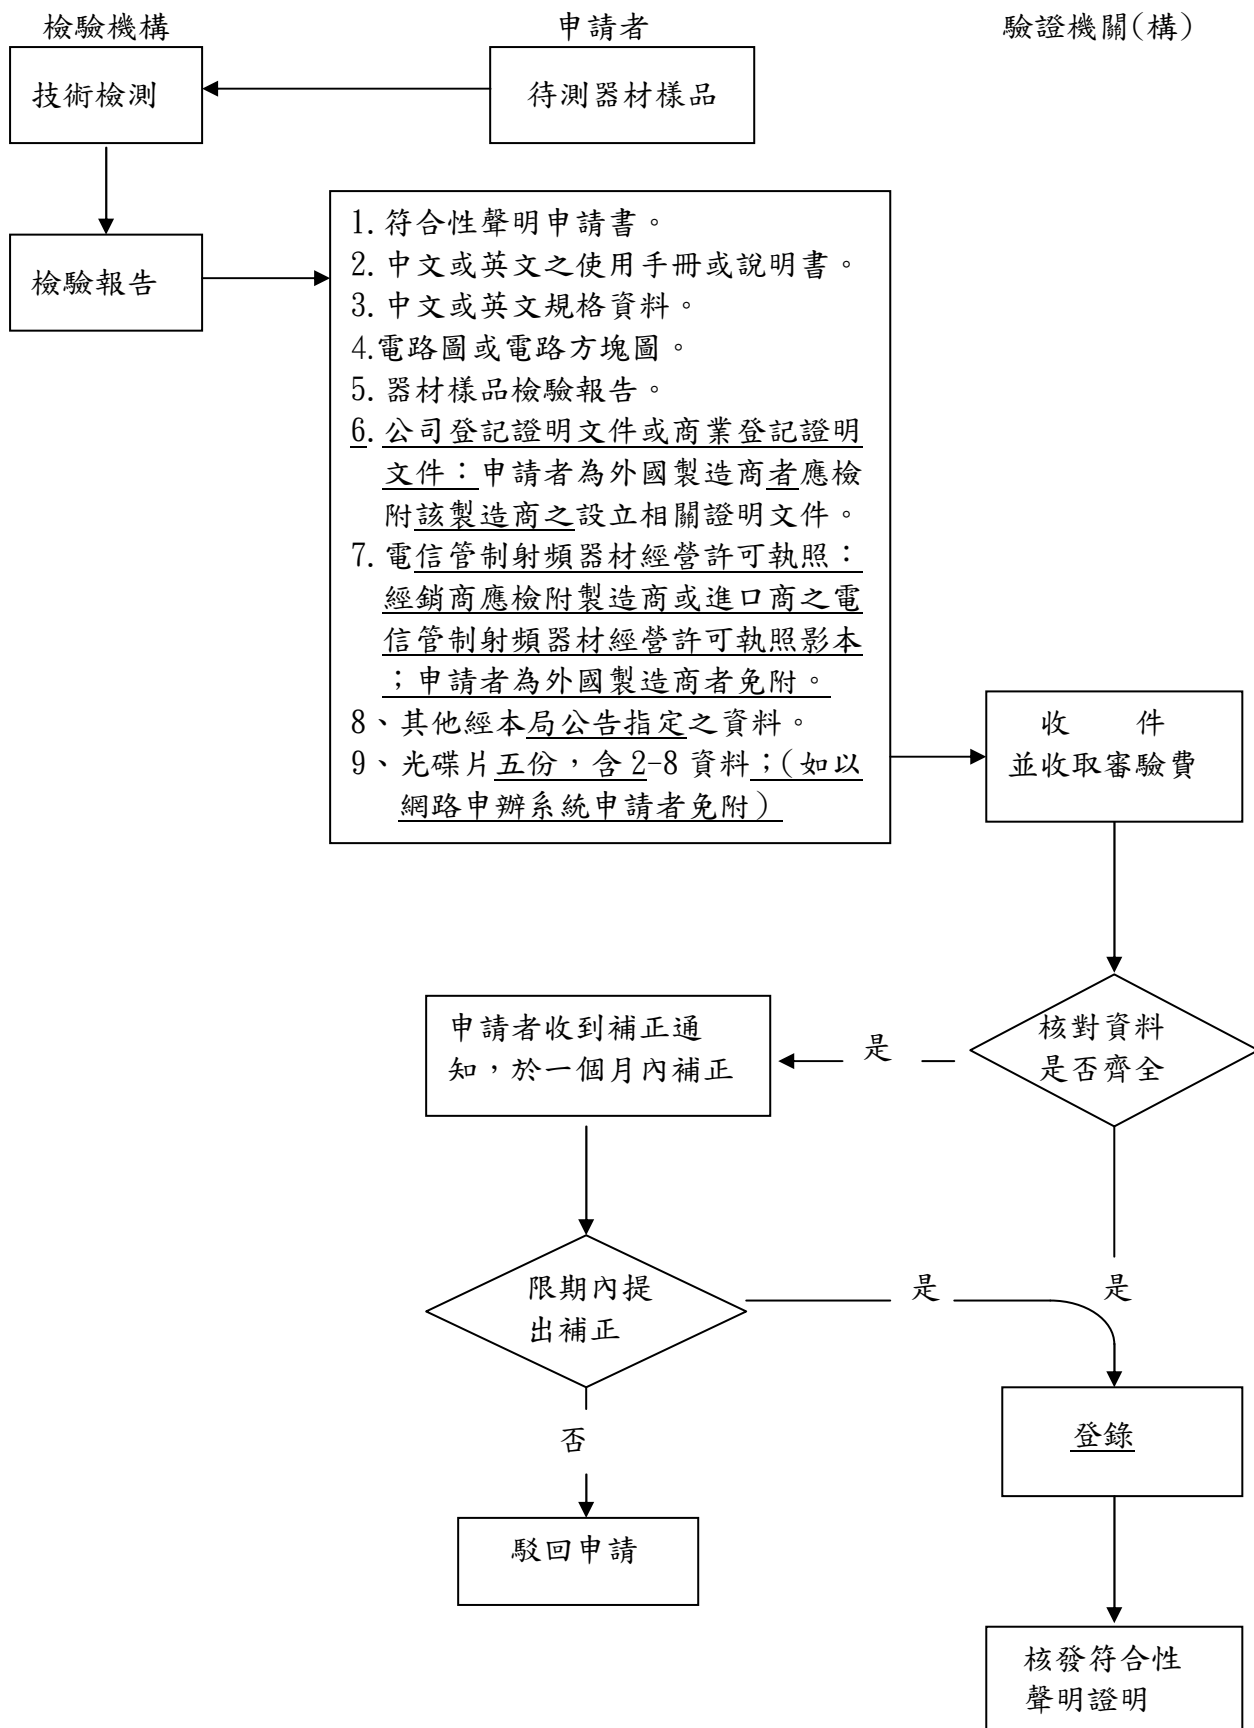 檢驗機構
申請者
驗證機關(構)
技術檢測
待測器材樣品
檢驗報告
1. 符合性聲明申請書。
2. 中文或英文之使用手冊或說明書。
3. 中文或英文規格資料。
4.電路圖或電路方塊圖。
5. 器材樣品檢驗報告。
6. 公司登記證明文件或商業登記證明
文件：申請者為外國製造商者應檢
附該製造商之設立相關證明文件。
7. 電信管制射頻器材經營許可執照：
經銷商應檢附製造商或進口商之電
信管制射頻器材經營許可執照影本
；申請者為外國製造商者免附。
8、其他經本局公告指定之資料。
9、光碟片五份，含 2-8 資料；(如以
網路申辦系統申請者免附)
收 件
並收取審驗費
核對資料
是否齊全
是
申請者收到補正通
知，於一個月內補正
限期內提
出補正
是
是
否
登錄
駁回申請
核發符合性
聲明證明